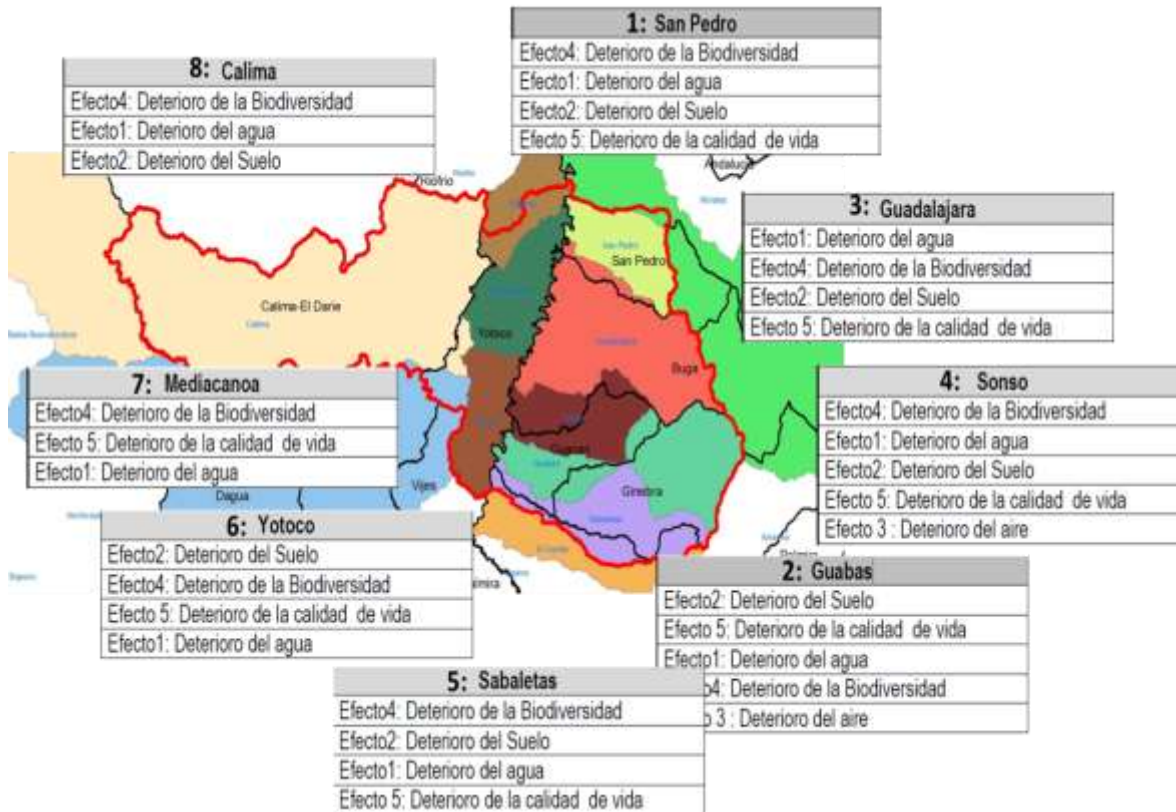 1: San Pedro
Efecto4: Deterioro de la Biodiversidad
Efecto1: Deterioro del agua
Efecto2: Deterioro del Suelo
Efecto 5: Deterioro de la calidad de vida
8: Calima
Efecto4: Deterioro de la Biodiversidad
Efecto1: Deterioro del agua
Efecto2: Deterioro del Suelo
Andalucía
Riofrio
3: Guadalajara
Efecto1: Deterioro del agua
Efecto4: Deterioro de la Biodiversidad
Efecto2: Deterioro del Suelo
Efecto 5: Deterioro de la calidad de vida
San Pedro
San Pedro
Calima-El Darie
Calima
Yotoco
Buga
7: Mediacanoa
Efecto4: Deterioro de la Biodiversidad
Efecto 5: Deterioro de la calidad de vida
Efecto1: Deterioro del agua
4: Sonso
Efecto4: Deterioro de la Biodiversidad
Efecto1: Deterioro del agua
Efecto2: Deterioro del Suelo
Efecto 5: Deterioro de la calidad de vida
Efecto 3 : Deterioro del aire
Dagua
Vijes
Ginebra
6: Yotoco
Efecto2: Deterioro del Suelo
Efecto4: Deterioro de la Biodiversidad
Efecto 5: Deterioro de la calidad de vida
Efecto1: Deterioro del agua
2: Guabas
Efecto2: Deterioro del Suelo
Efecto 5: Deterioro de la calidad de vida
Efecto1: Deterioro del agua
o4: Deterioro de la Biodiversidad
o 3 : Deterioro del aire
5: Sabaletas
Efecto4: Deterioro de la Biodiversidad
Efecto2: Deterioro del Suelo
Efecto1: Deterioro del agua
Efecto 5: Deterioro de la calidad de vida